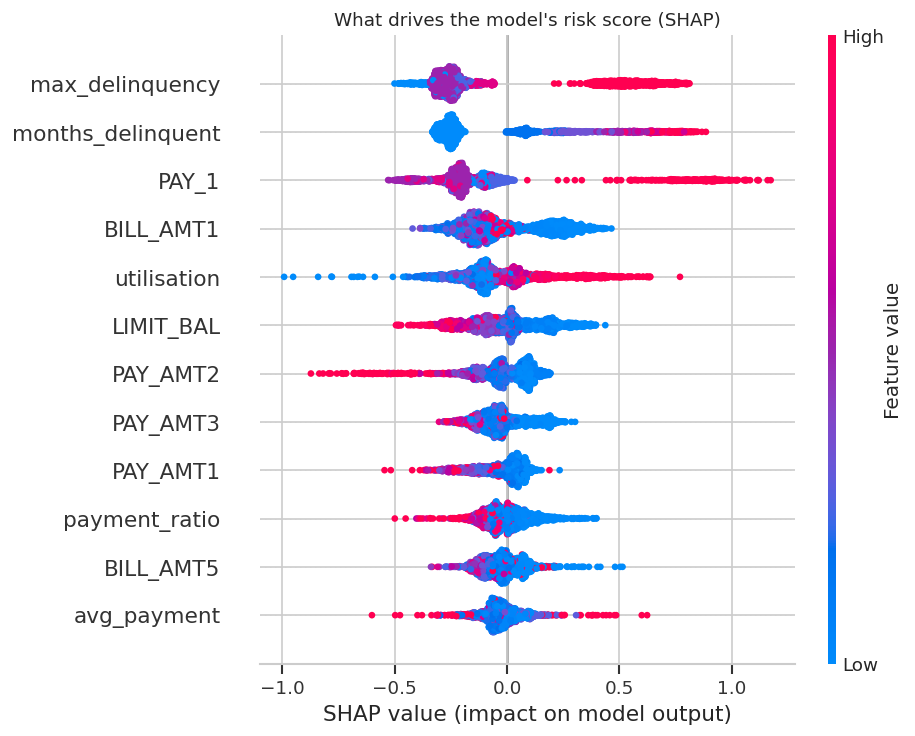 What drives the model's risk score (SHAP)
High
max_delinquency
months_delinquent
PAY_1
BILL_AMT1
utilisation
LIMIT_BAL
PAY_AMT2
PAY_AMT3
PAY_AMT1
payment_ratio
BILL_AMT5
avg_payment
Feature value
Low
−1.0 −0.5 0.0 0.5 1.0
SHAP value (impact on model output)